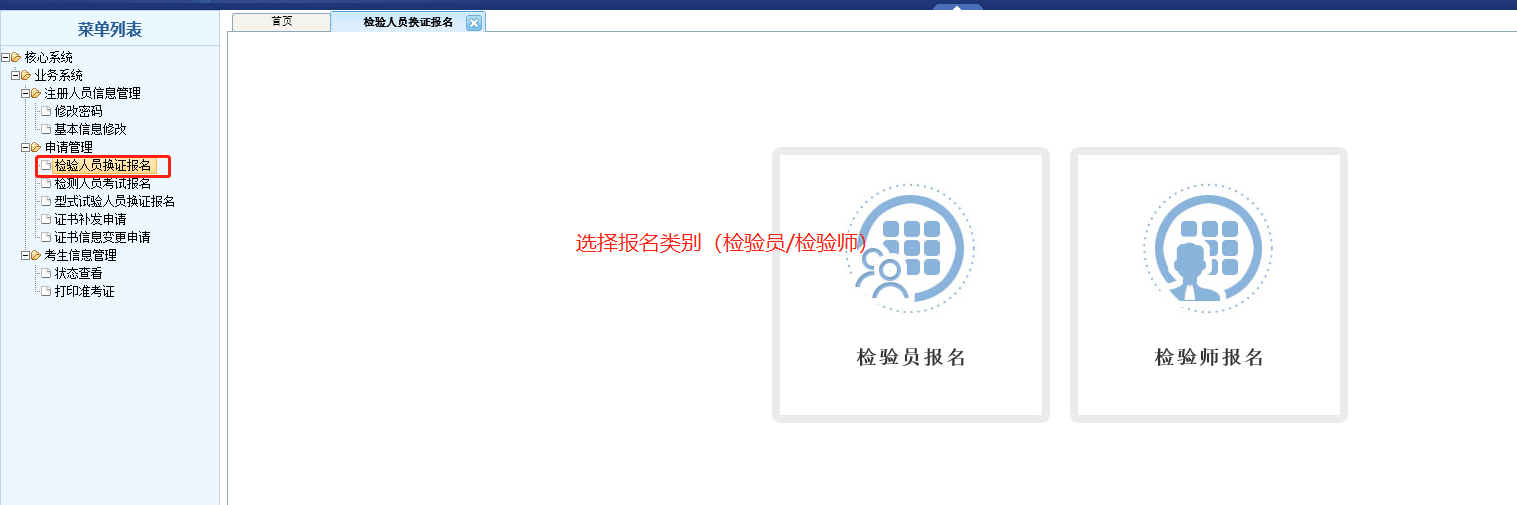 菜单列表
首页
检验人员换证报名
核心系统
业务系统
注册人员信息管理
修改密码
基本信息修改
申请管理
检验人员换证报名
检测人员考试报名
型式试验人员换证报名
证书补发申请
证书信息变更申请
考生信息管理
状态查看
打印准考证
选择报名类别（检验员/检验师）
检验员报名
检验师报名